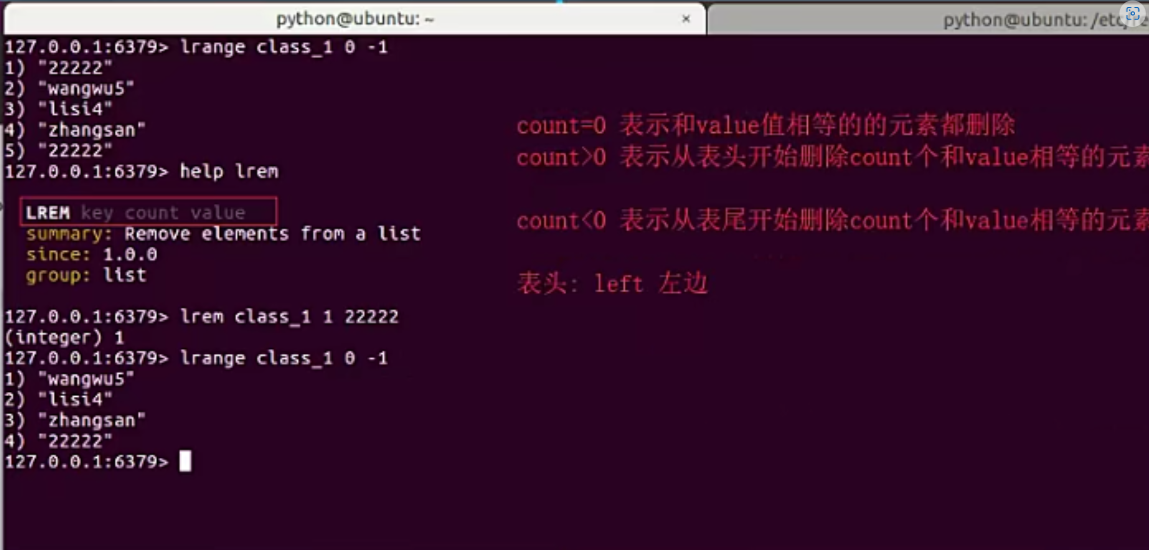 python@ubuntu: ~
×
python@ubuntu: /etc/re
127.0.0.1:6379> lrange class_1 0 -1
1) "22222"
2) "wangwu5"
3) "lisi4"
4) "zhangsan"
5) "22222"
127.0.0.1:6379> help lrem
LREM key count value
summary: Remove elements from a list
since: 1.0.0
group: list
127.0.0.1:6379> lrem class_1 1 22222
(integer) 1
127.0.0.1:6379> lrange class_1 0 -1
1) "wangwu5"
2) "lisi4"
3) "zhangsan"
4) "22222"
127.0.0.1:6379>
count=0 表示和value值相等的的元素都删除
count>0 表示从表头开始删除count个和value相等的元素
count<0 表示从表尾开始删除count个和value相等的元素
表头: left 左边